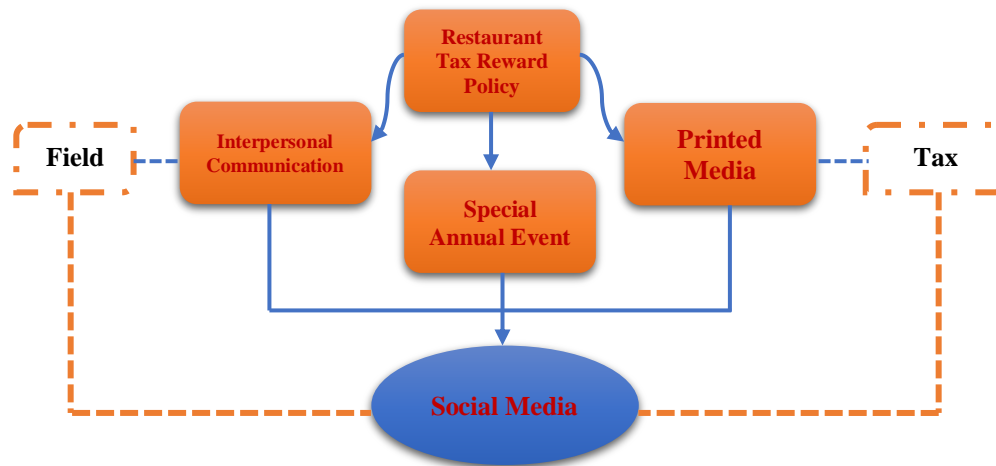 Restaurant
Tax Reward
Policy
Field
Interpersonal
Communication
Printed
Media
Tax
Special
Annual Event
Social Media